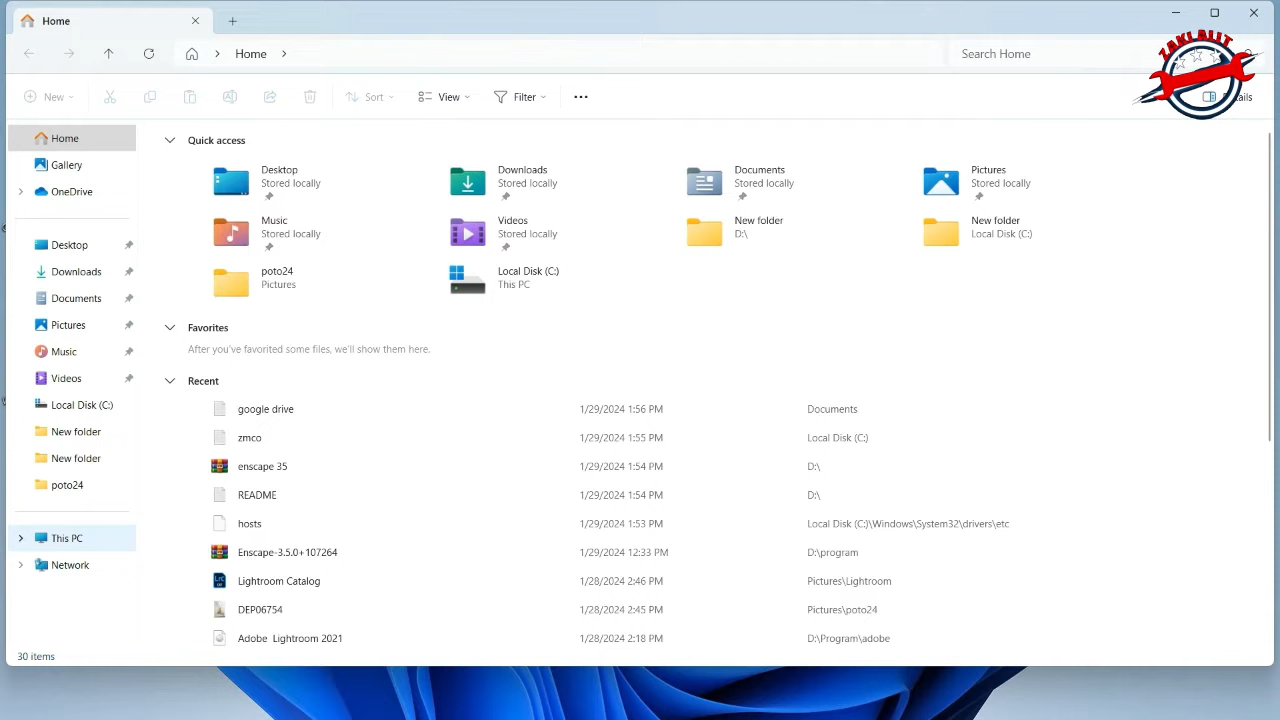 Home
Home
Search Home
ZAKLAUIT
New
Sort
View
Filter
Home
Gallery
OneDrive
Desktop
Downloads
Documents
Pictures
Music
Videos
Local Disk (C:)
New folder
New folder
poto24
This PC
Network
Quick access
Desktop
Stored locally
Downloads
Stored locally
Documents
Stored locally
Pictures
Stored locally
Music
Stored locally
Videos
Stored locally
New folder
D:\
New folder
Local Disk (C:)
poto24
Pictures
Local Disk (C:)
This PC
Favorites
After you've favorited some files, we'll show them here.
Recent
google drive 1/29/2024 1:56 PM Documents
zmco 1/29/2024 1:55 PM Local Disk (C:)
enscape 35 1/29/2024 1:54 PM D:\
README 1/29/2024 1:54 PM D:\
hosts 1/29/2024 1:53 PM Local Disk (C:)\Windows\System32\drivers\etc
Enscape-3.5.0+107264 1/29/2024 12:33 PM D:\program
Lightroom Catalog 1/28/2024 2:46 PM Pictures\Lightroom
DEP06754 1/28/2024 2:45 PM Pictures\poto24
Adobe Lightroom 2021 1/28/2024 2:18 PM D:\Program\adobe
30 items